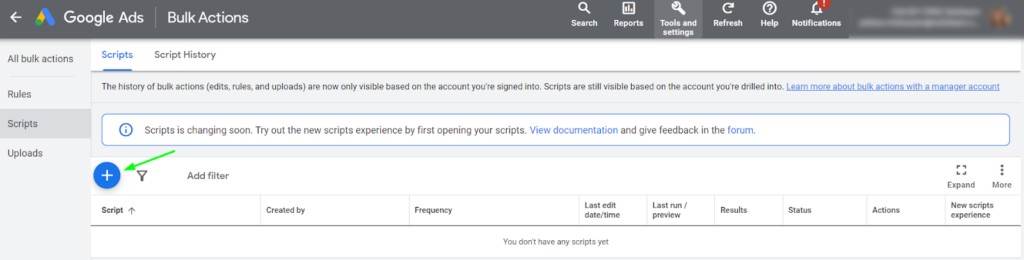 Google Ads
Bulk Actions
Search
Reports
Tools and
settings
Refresh
Help
Notifications
All bulk actions
Rules
Scripts
Uploads
Scripts
Script History
The history of bulk actions (edits, rules, and uploads) are now only visible based on the account you're signed into. Scripts are still visible based on the account you're drilled into. Learn more about bulk actions with a manager account
Scripts is changing soon. Try out the new scripts experience by first opening your scripts. View documentation and give feedback in the forum.
Add filter
Expand
More
Script
Created by
Frequency
Last edit
date/time
Last run /
preview
Results
Status
Actions
New scripts
experience
You don't have any scripts yet